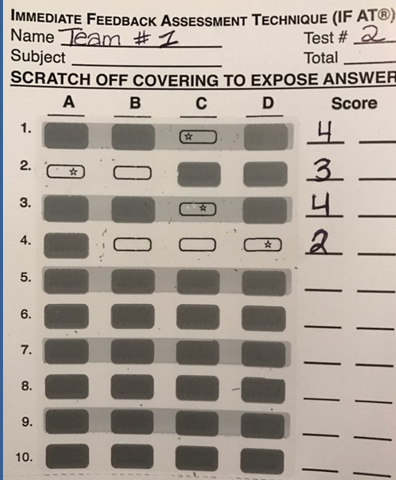 IMMEDIATE FEEDBACK ASSESSMENT TECHNIQUE (IF AT®)
Name Team # 1 Test # 2
Subject Total
SCRATCH OFF COVERING TO EXPOSE ANSWER
A B C D Score
1. 4
2. 3
3. 4
4. 2
5.
6.
7.
8.
9.
10.